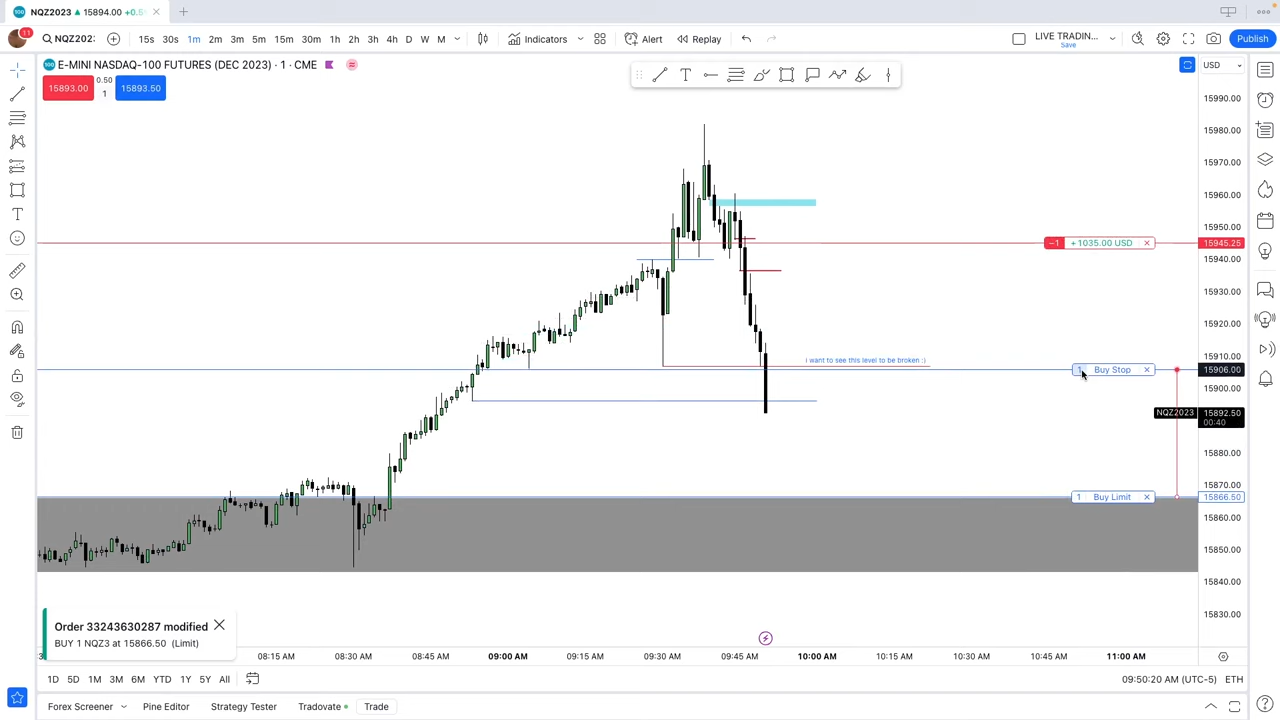 NQZ2023 ▲ 15894.00 +0.5
11 NQZ202: 15s 30s 1m 2m 3m 5m 15m 30m 1h 2h 3h 4h D W M Indicators Alert Replay LIVE TRADIN... Save Publish
100 E-MINI NASDAQ-100 FUTURES (DEC 2023) · 1 · CME
USD
15893.00 0.50 1 15893.50
15990.00
15980.00
15970.00
15960.00
15950.00
−1 +1035.00 USD 15945.25
15940.00
15930.00
15920.00
i want to see this level to be broken :)
15910.00
1 Buy Stop 15906.00
15900.00
NQZ2023 15892.50
00:40
15880.00
15870.00
1 Buy Limit 15866.50
15860.00
15850.00
15840.00
15830.00
Order 33243630287 modified
BUY 1 NQZ3 at 15866.50 (Limit)
08:15 AM 08:30 AM 08:45 AM 09:00 AM 09:15 AM 09:30 AM 09:45 AM 10:00 AM 10:15 AM 10:30 AM 10:45 AM 11:00 AM
1D 5D 1M 3M 6M YTD 1Y 5Y All 09:50:20 AM (UTC-5) ETH
Forex Screener Pine Editor Strategy Tester Tradovate Trade